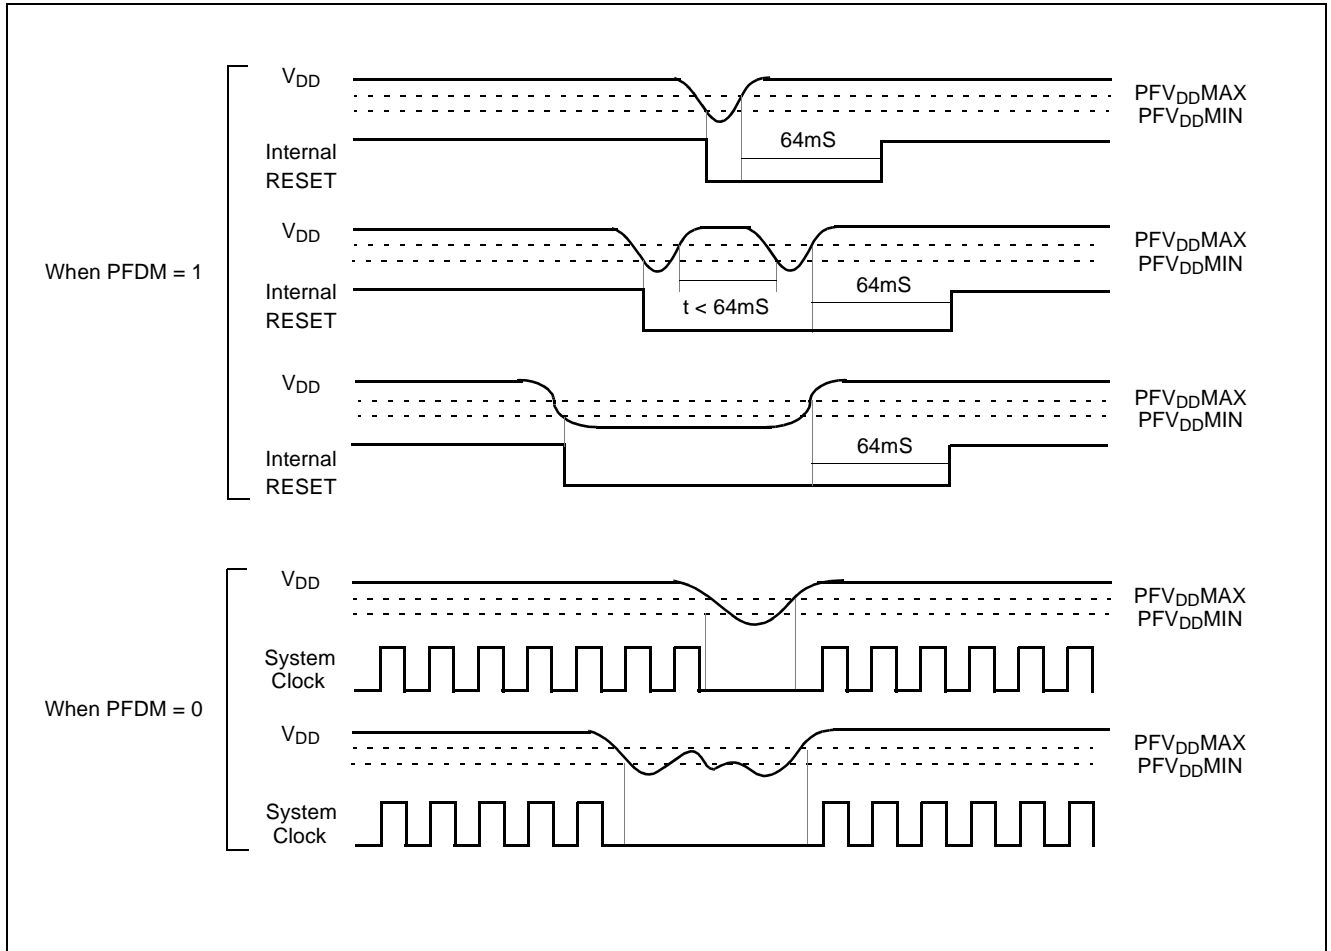 When PFDM = 1
VDD
PFVDDMAX
PFVDDMIN
Internal
RESET
64mS
VDD
PFVDDMAX
PFVDDMIN
Internal
RESET
t < 64mS
64mS
VDD
PFVDDMAX
PFVDDMIN
Internal
RESET
64mS
When PFDM = 0
VDD
PFVDDMAX
PFVDDMIN
System
Clock
VDD
PFVDDMAX
PFVDDMIN
System
Clock